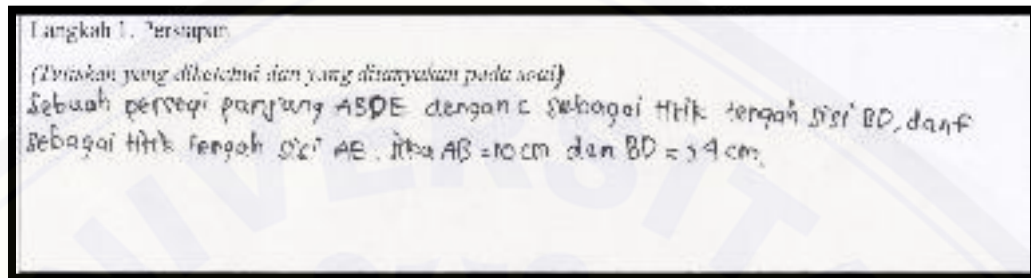 Langkah 1. Persiapan
(Tuliskan yang diketahui dan yang ditanyakan pada soal)
Sebuah persegi panjang ABDE dengan C sebagai titik tengah sisi BD, dan F
sebagai titik tengah sisi AE. Jika AB = 10 cm dan BD = 24 cm.